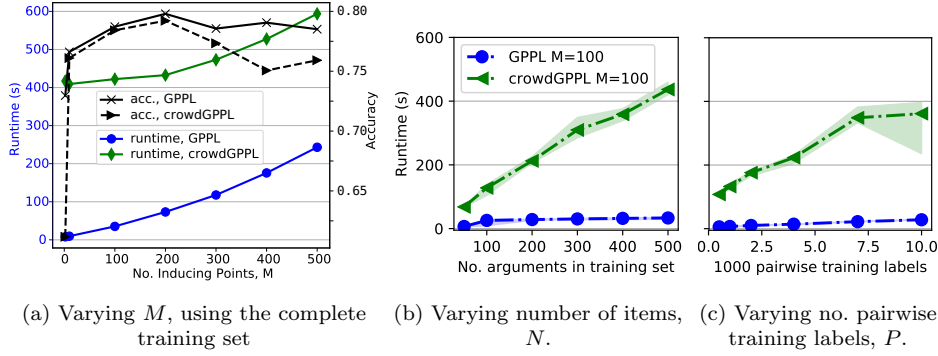 600
500
400
300
200
100
0
Runtime (s)
0.80
0.75
0.70
0.65
Accuracy
acc., GPPL
acc., crowdGPPL
runtime, GPPL
runtime, crowdGPPL
0 100 200 300 400 500
No. Inducing Points, M
600
400
200
0
Runtime (s)
GPPL M=100
crowdGPPL M=100
100 200 300 400 500
No. arguments in training set
0.0 2.5 5.0 7.5 10.0
1000 pairwise training labels
(a) Varying M, using the complete
training set
(b) Varying number of items,
N.
(c) Varying no. pairwise
training labels, P.